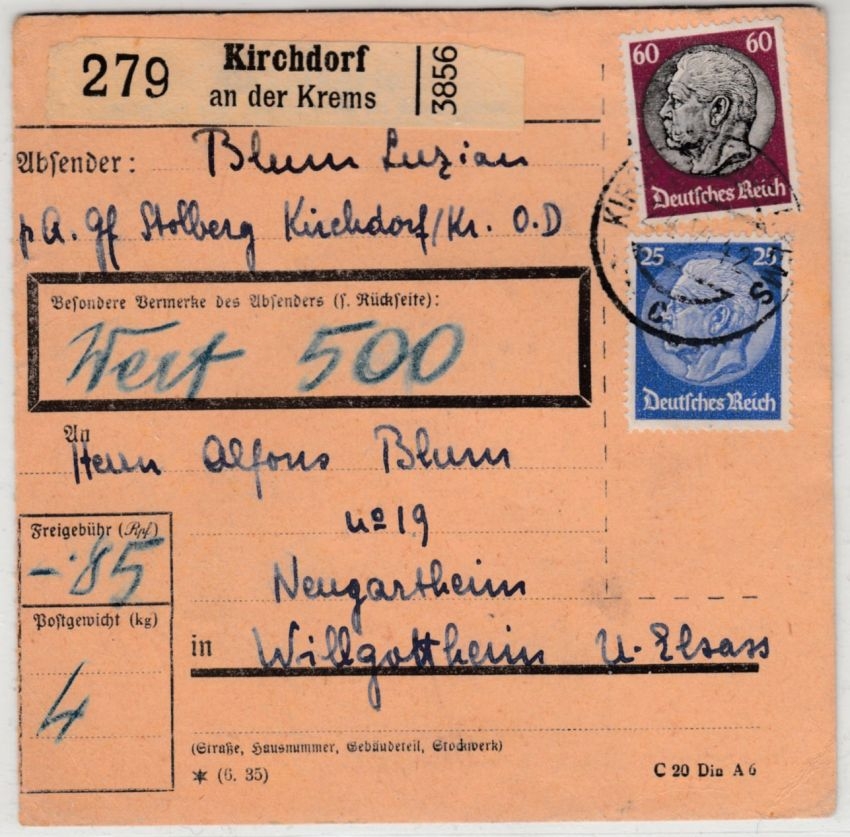 279
Kirchdorf
an der Krems
3856
60 60
Deutsches Reich
Absender: Blum Luzian
p A. Gf Stolberg Kirchdorf/Kr. O.D
25 25
Deutsches Reich
Besondere Vermerke des Absenders (s. Rückseite):
Wert 500
An
Herrn Alfons Blum
No 19
Neugartheim
in Willgottheim U-Elsass
Freigebühr (Rpf)
-.85
Postgewicht (kg)
4
(Straße, Hausnummer, Gebäudeteil, Stockwerk)
* (6. 35)
C 20 Din A 6